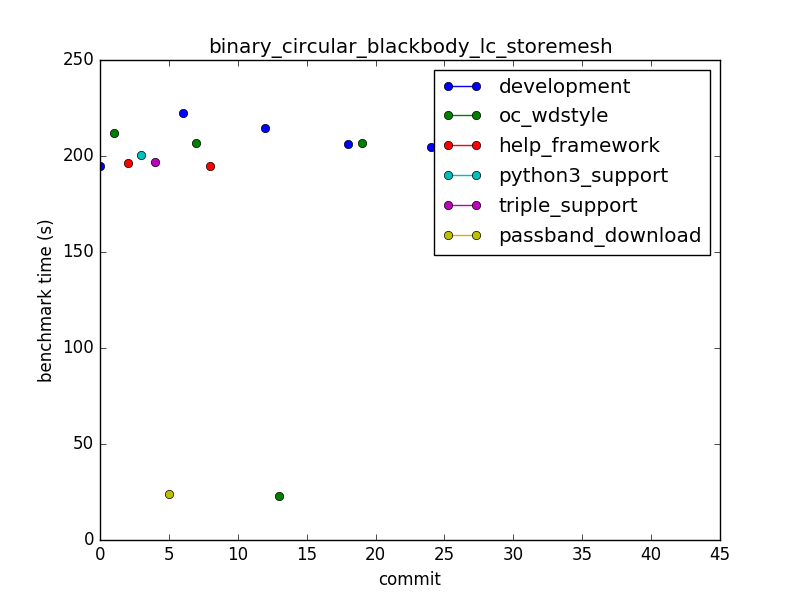 binary_circular_blackbody_lc_storemesh
250
200
150
100
50
0
benchmark time (s)
development
oc_wdstyle
help_framework
python3_support
triple_support
passband_download
0 5 10 15 20 25 30 35 40 45
commit